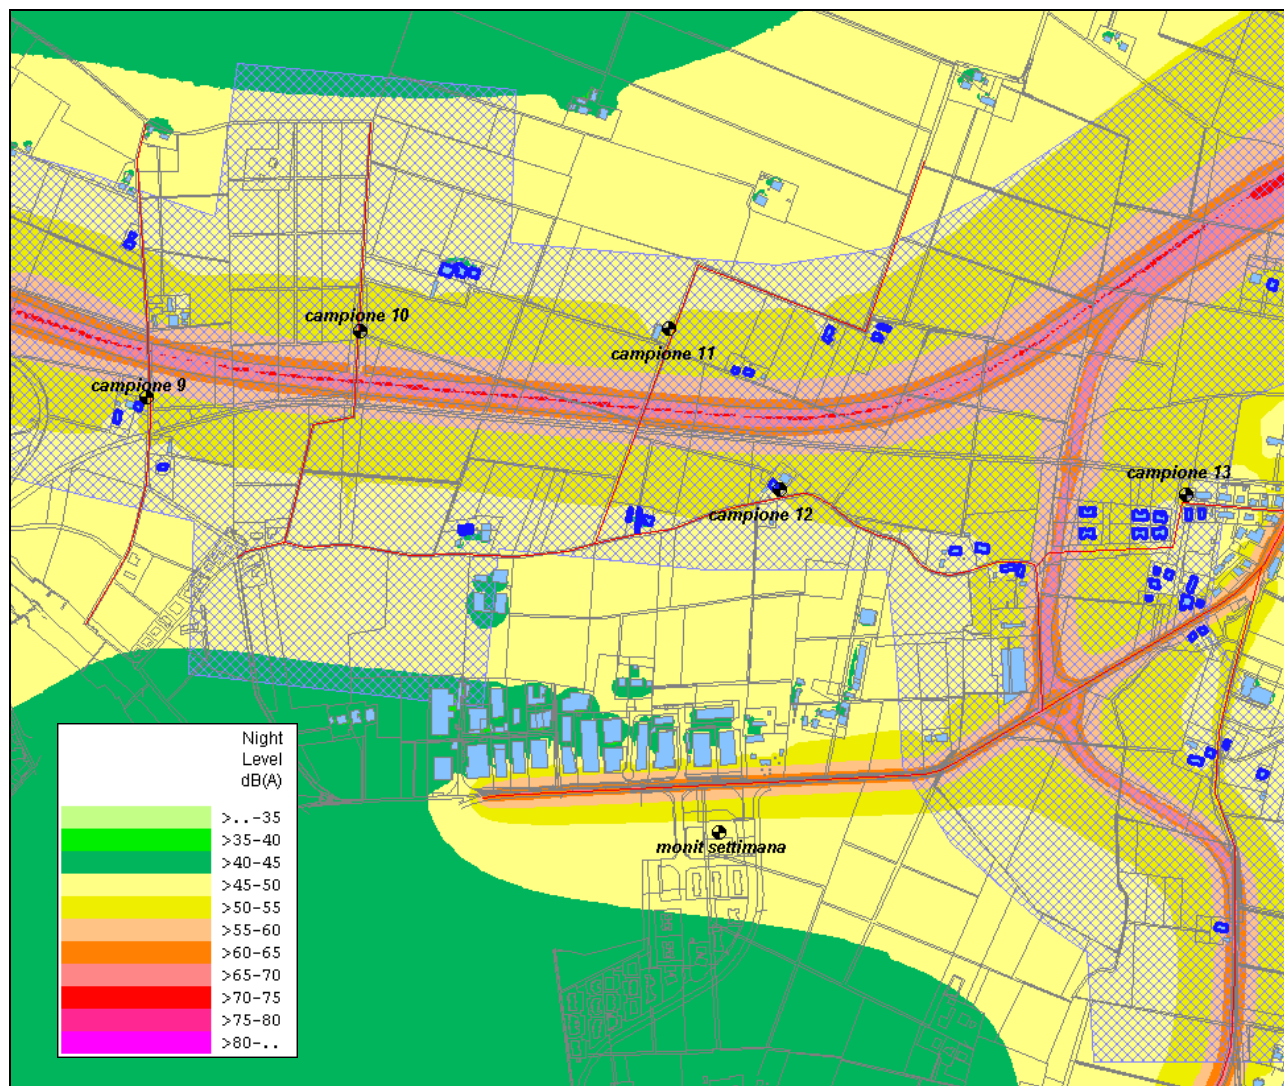 campione 10
campione 11
campione 9
campione 13
campione 12
monit settimana
Night
Level
dB(A)
>..-35
>35-40
>40-45
>45-50
>50-55
>55-60
>60-65
>65-70
>70-75
>75-80
>80-..